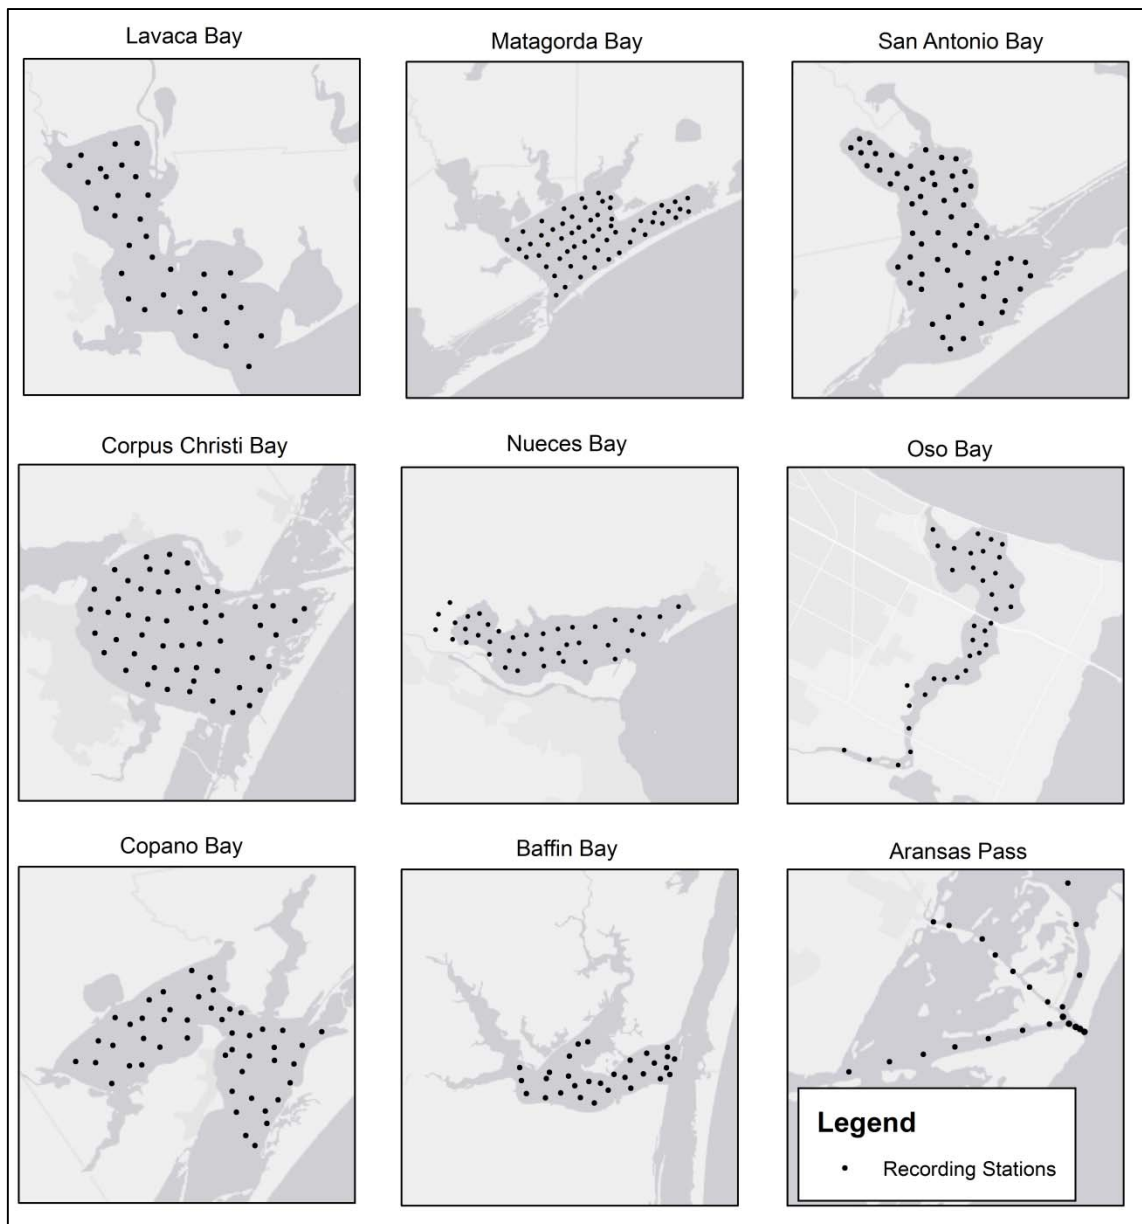 Lavaca Bay
Matagorda Bay
San Antonio Bay
Corpus Christi Bay
Nueces Bay
Oso Bay
Copano Bay
Baffin Bay
Aransas Pass
Legend
Recording Stations